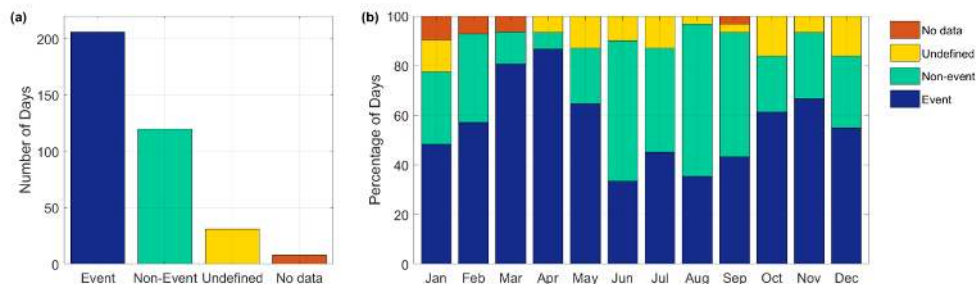 (a)
Number of Days
200
150
100
50
0
Event Non-Event Undefined No data
(b)
Percentage of Days
100
80
60
40
20
0
Jan Feb Mar Apr May Jun Jul Aug Sep Oct Nov Dec
No data
Undefined
Non-event
Event